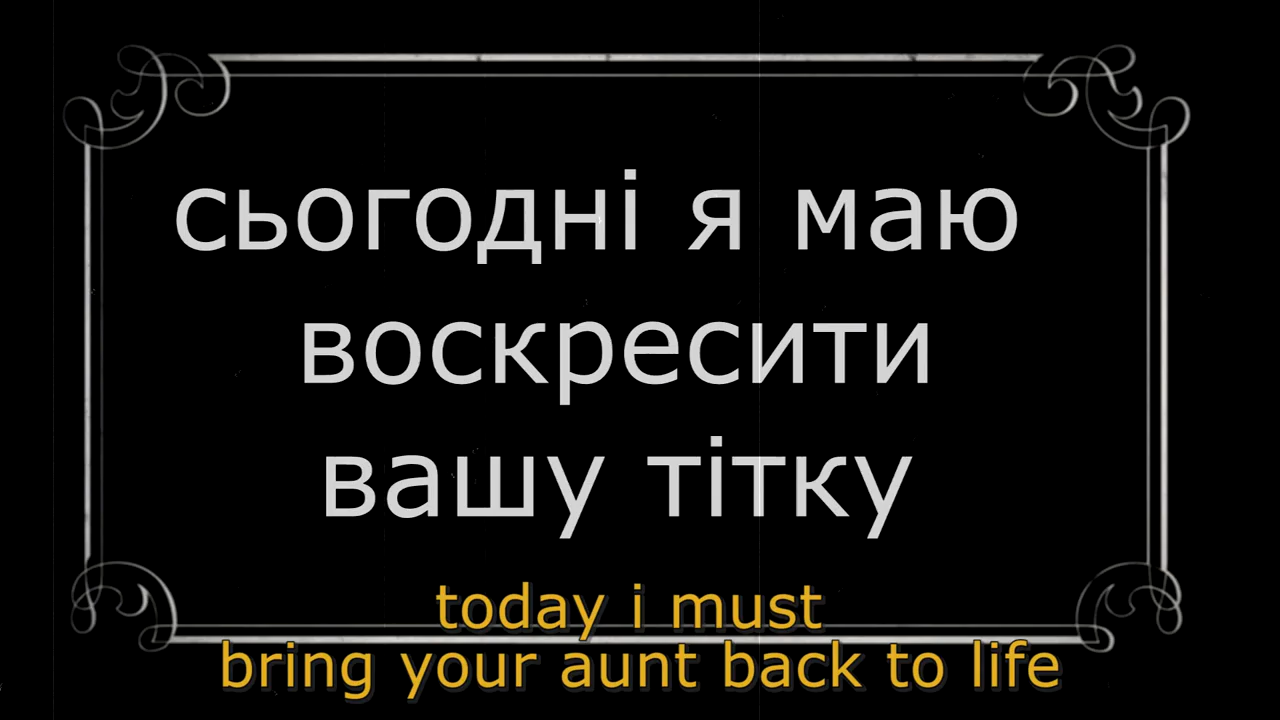 сьогодні я маю
воскресити
вашу тітку
today i must
bring your aunt back to life